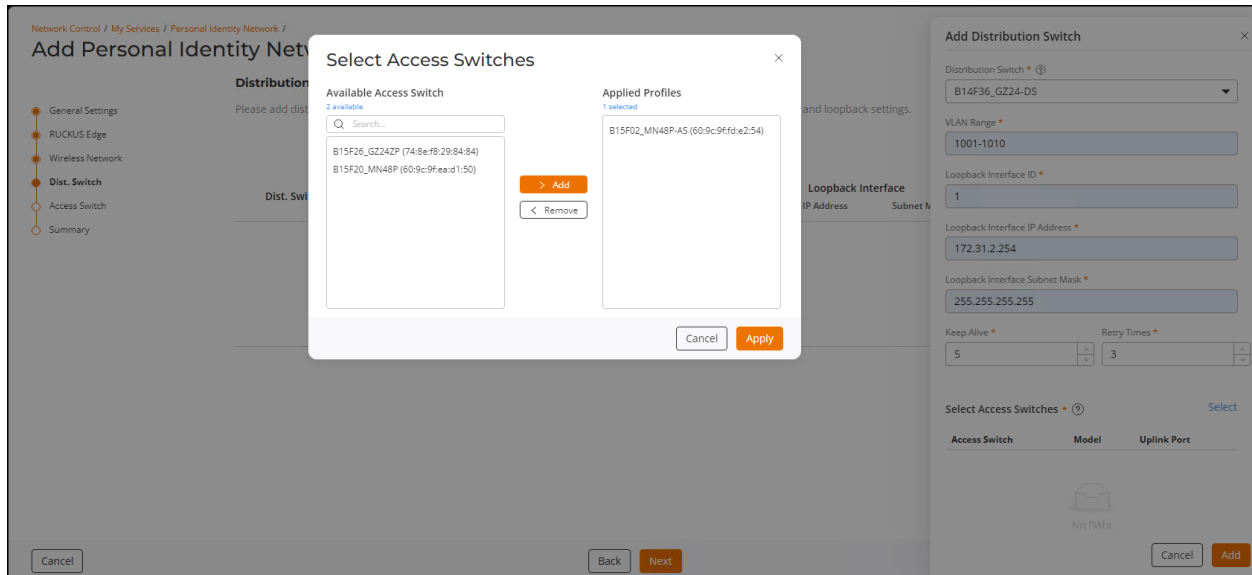 Network Control / My Services / Personal Identity Network /
Add Personal Identity Netw
General Settings
RUCKUS Edge
Wireless Network
Dist. Switch
Access Switch
Summary
Distribution
Please add dist
and loopback settings.
Dist. Swi
Loopback Interface
IP Address
Subnet M
Select Access Switches
Available Access Switch
2 available
Search...
B15F26_GZ24ZP (74:8e:f8:29:84:84)
B15F20_MN48P (60:9c:9f:ea:d1:50)
> Add
< Remove
Applied Profiles
1 selected
B15F02_MN48P-AS (60:9c:9f:fd:e2:54)
Cancel
Apply
Add Distribution Switch
Distribution Switch *
B14F36_GZ24-DS
VLAN Range *
1001-1010
Loopback Interface ID *
1
Loopback Interface IP Address *
172.31.2.254
Loopback Interface Subnet Mask *
255.255.255.255
Keep Alive * Retry Times *
5 3
Select Access Switches * Select
Access Switch Model Uplink Port
No Data
Cancel Add
Cancel Back Next